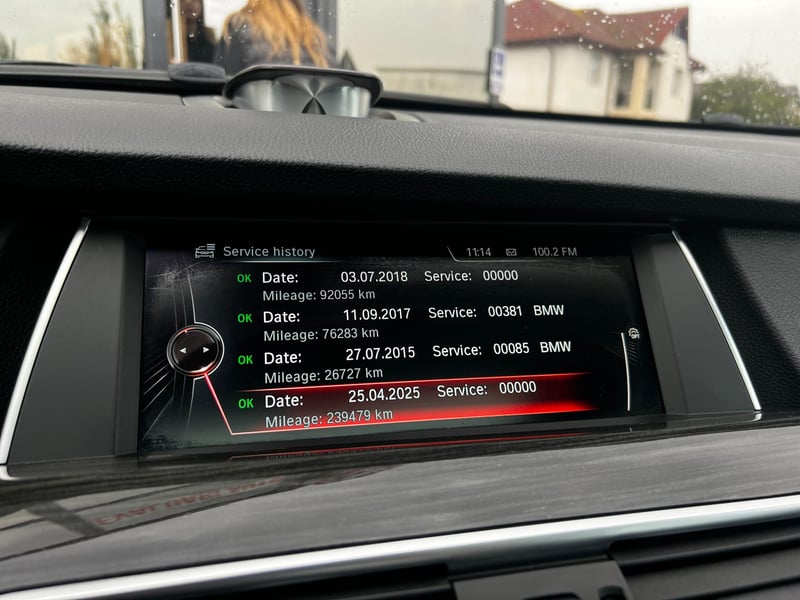 Service history 11:14 100.2 FM
OK Date: 03.07.2018 Service: 00000
Mileage: 92055 km
OK Date: 11.09.2017 Service: 00381 BMW
Mileage: 76283 km
OK Date: 27.07.2015 Service: 00085 BMW
Mileage: 26727 km
OK Date: 25.04.2025 Service: 00000
Mileage: 239479 km